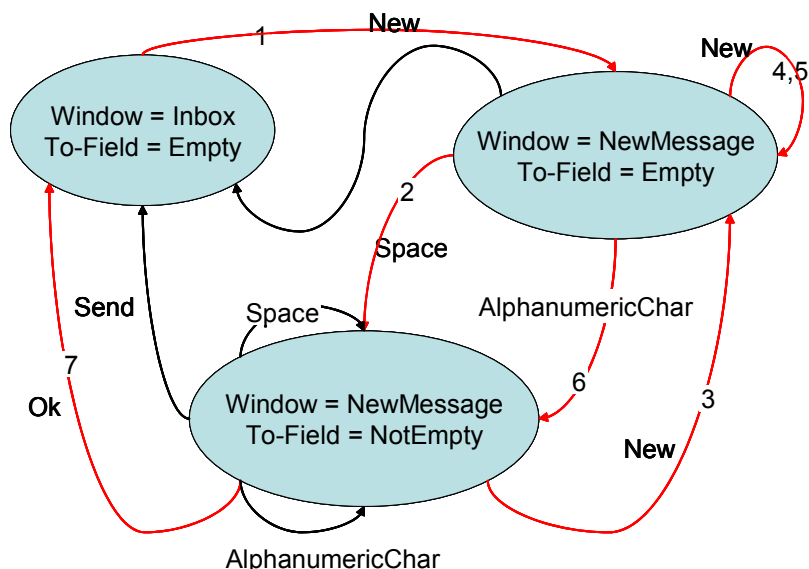 1
New
New
4,5
Window = Inbox
To-Field = Empty
Window = NewMessage
To-Field = Empty
2
Space
Send
Space
AlphanumericChar
7
6
3
Ok
Window = NewMessage
To-Field = NotEmpty
New
AlphanumericChar